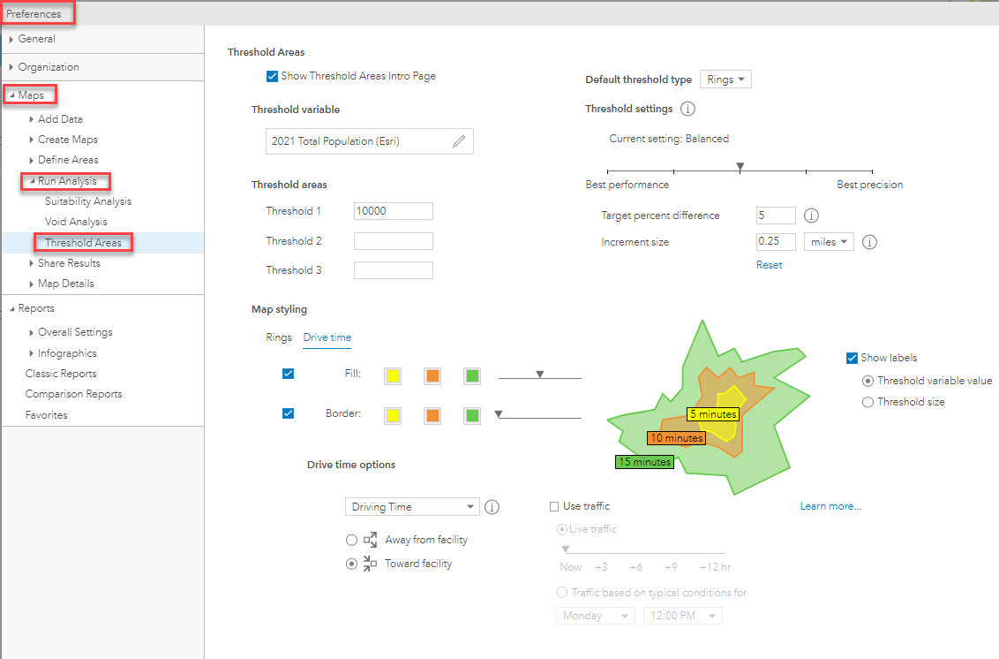 Preferences
General
Organization
Maps
Add Data
Create Maps
Define Areas
Run Analysis
Suitability Analysis
Void Analysis
Threshold Areas
Share Results
Map Details
Reports
Overall Settings
Infographics
Classic Reports
Comparison Reports
Favorites
Threshold Areas
Show Threshold Areas Intro Page
Threshold variable
2021 Total Population (Esri)
Threshold areas
Threshold 1 10000
Threshold 2
Threshold 3
Default threshold type Rings
Threshold settings
Current setting: Balanced
Best performance Best precision
Target percent difference 5
Increment size 0.25 miles
Reset
Map styling
Rings Drive time
Fill:
Border:
5 minutes
10 minutes
15 minutes
Show labels
Threshold variable value
Threshold size
Drive time options
Driving Time
Away from facility
Toward facility
Use traffic
Live traffic
Now +3 +6 +9 +12 hr
Traffic based on typical conditions for
Monday 12:00 PM
Learn more...